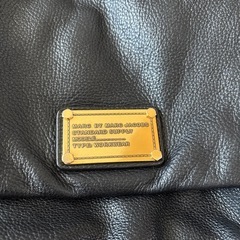 MARC BY MARC JACOBS
STANDARD SUPPLY
MODEL
TYPE: WORKWEAR